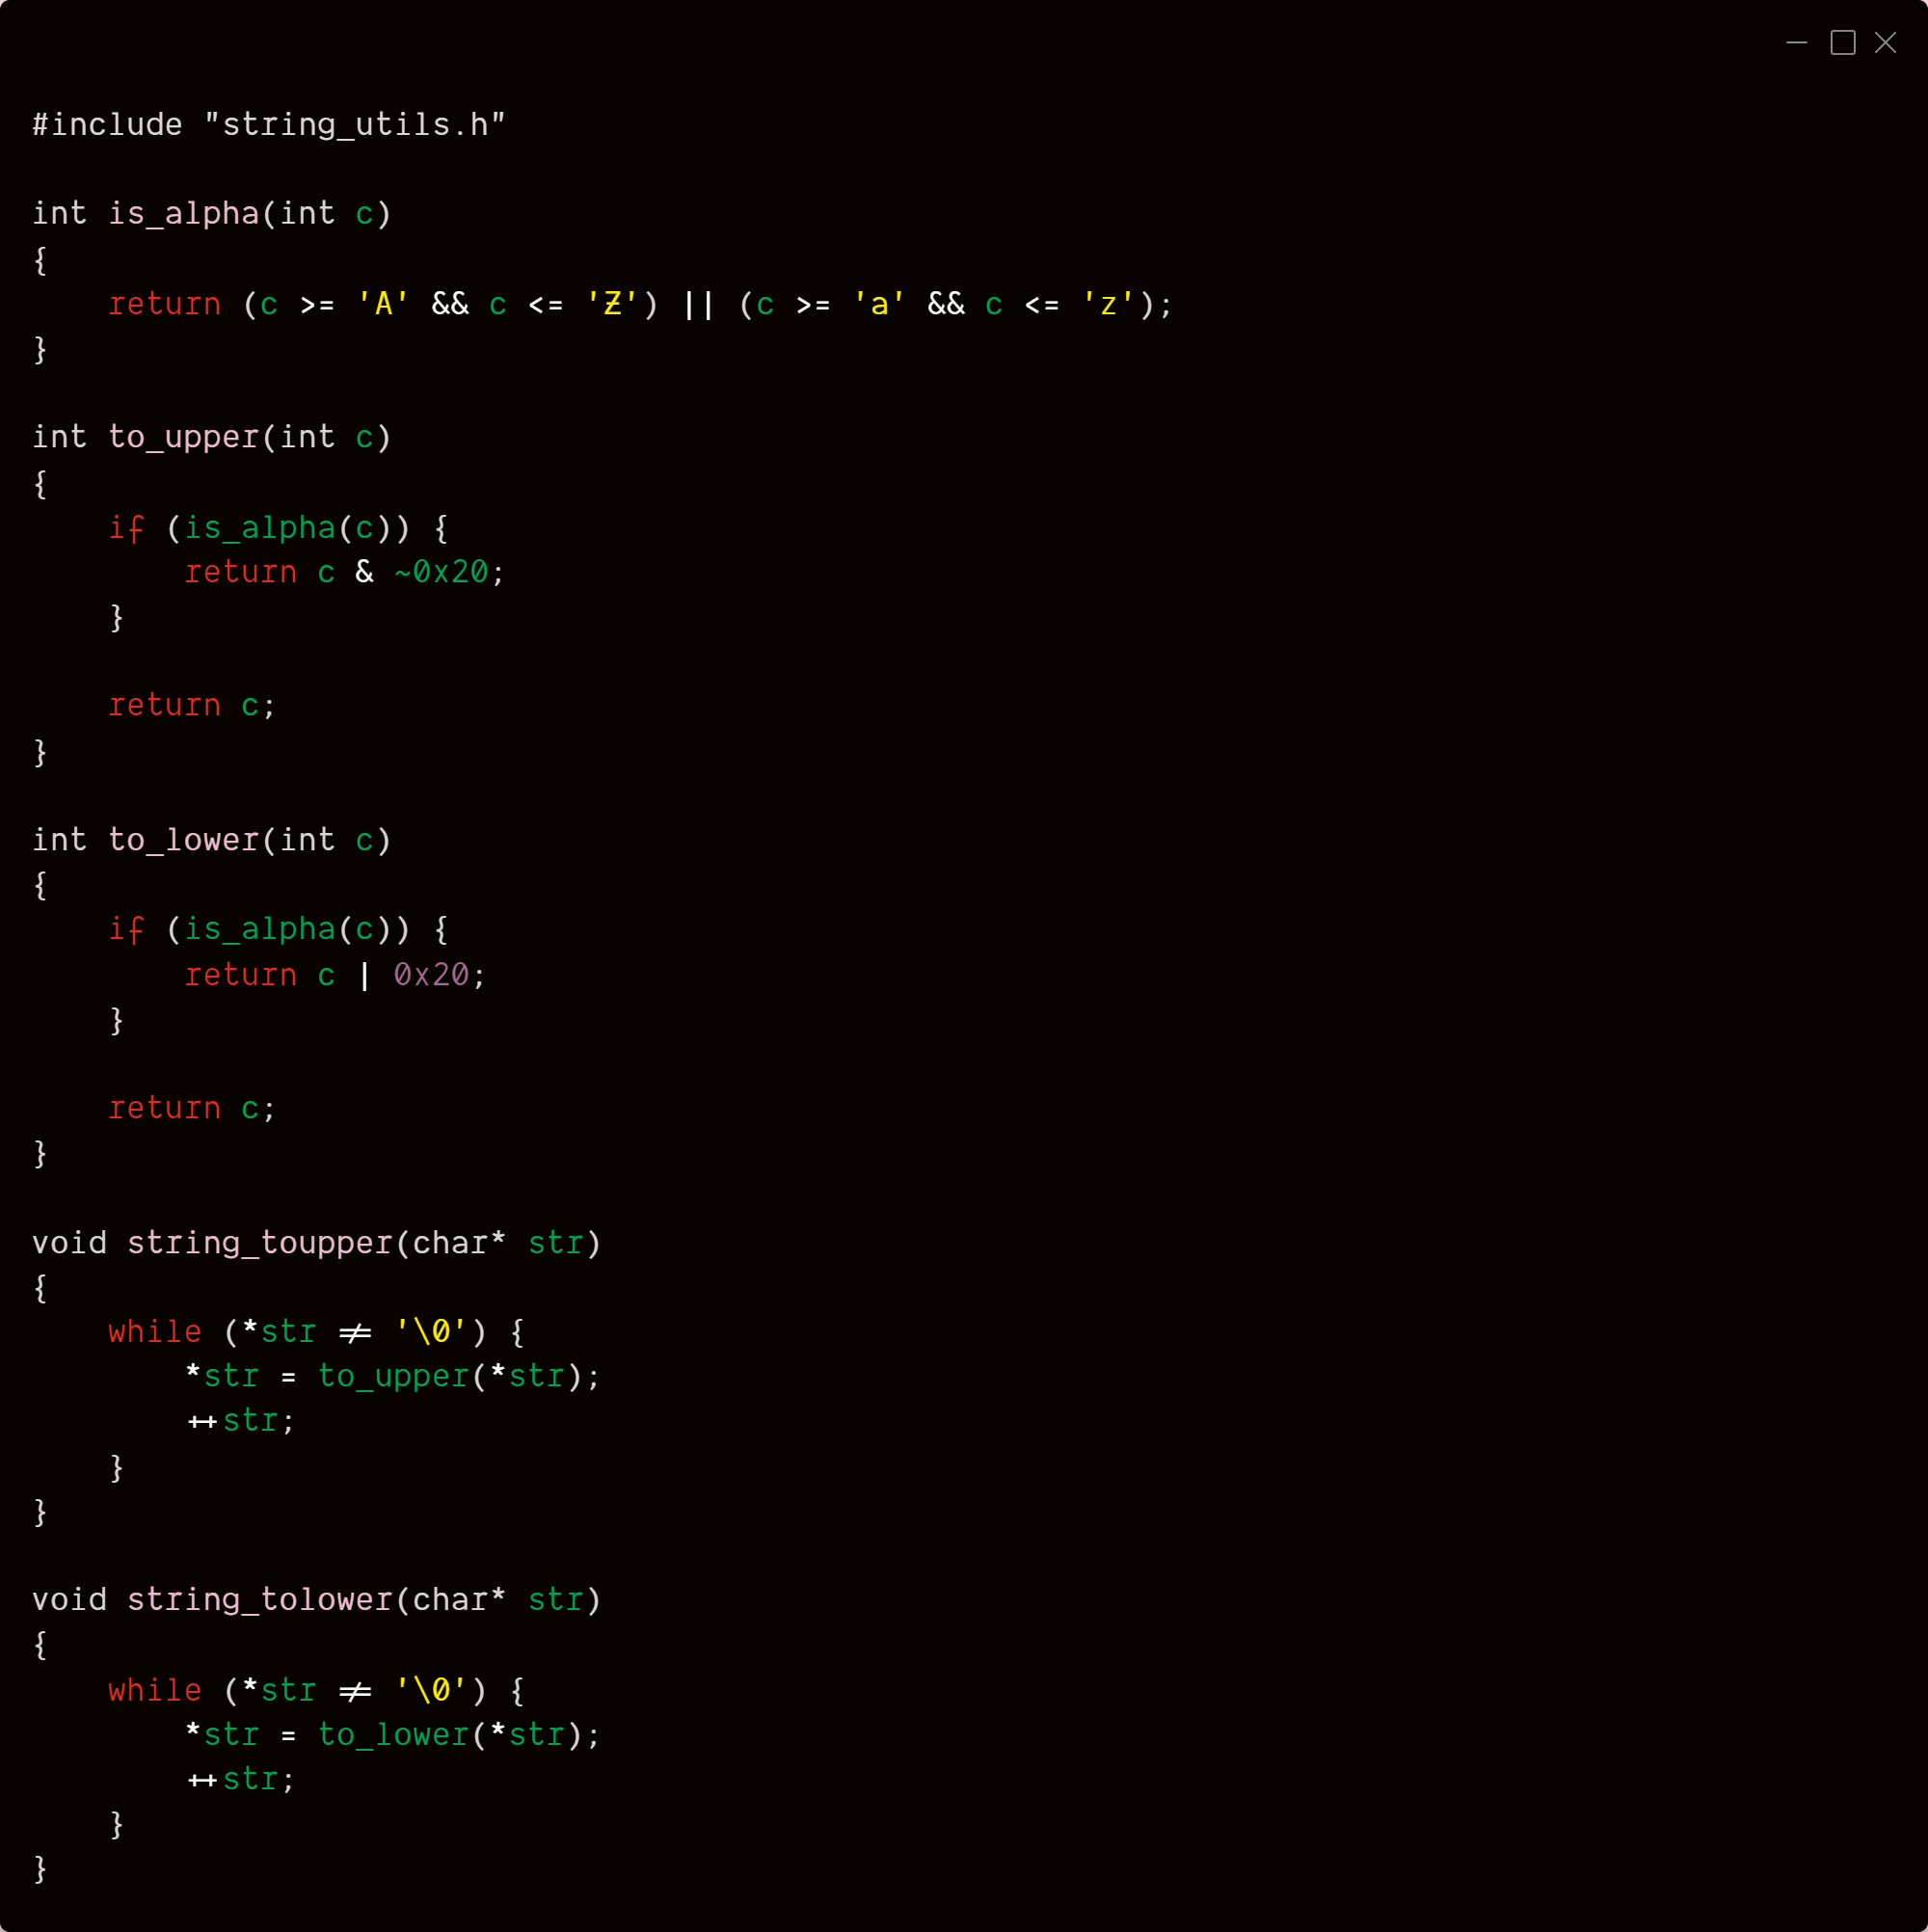 #include "string_utils.h"

int is_alpha(int c)
{
    return (c >= 'A' && c <= 'Z') || (c >= 'a' && c <= 'z');
}

int to_upper(int c)
{
    if (is_alpha(c)) {
        return c & ~0x20;
    }

    return c;
}

int to_lower(int c)
{
    if (is_alpha(c)) {
        return c | 0x20;
    }

    return c;
}

void string_toupper(char* str)
{
    while (*str != '\0') {
        *str = to_upper(*str);
        ++str;
    }
}

void string_tolower(char* str)
{
    while (*str != '\0') {
        *str = to_lower(*str);
        ++str;
    }
}